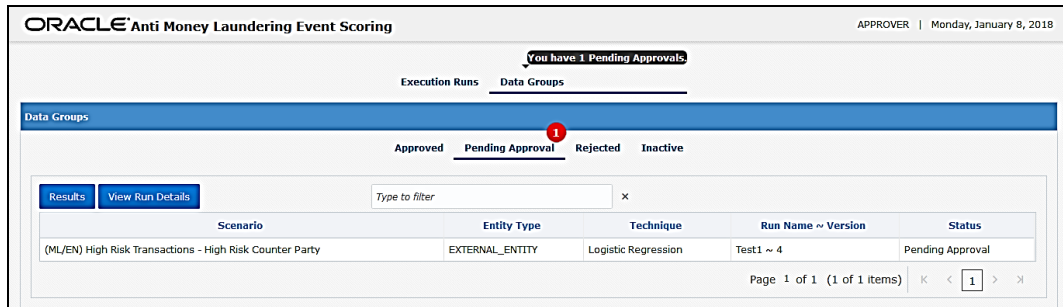 ORACLE® Anti Money Laundering Event Scoring
APPROVER | Monday, January 8, 2018
You have 1 Pending Approvals.
Execution Runs Data Groups
Data Groups
1
Approved Pending Approval Rejected Inactive
Results View Run Details Type to filter ×
Scenario Entity Type Technique Run Name ~ Version Status
(ML/EN) High Risk Transactions - High Risk Counter Party EXTERNAL_ENTITY Logistic Regression Test1 ~ 4 Pending Approval
Page 1 of 1 (1 of 1 items) K < 1 > >|